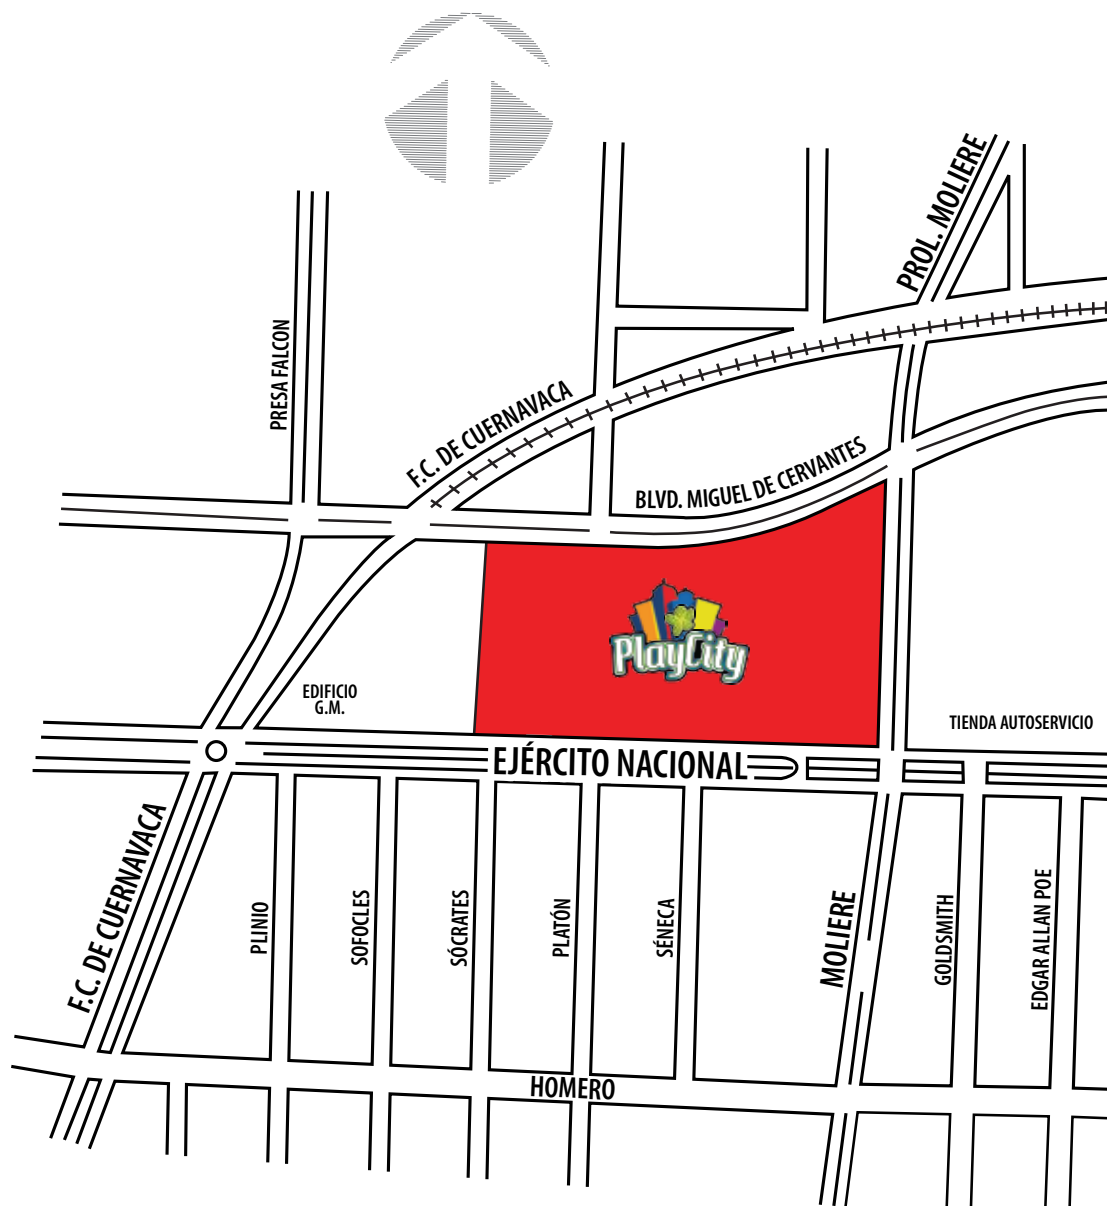 PROL. MOLIERE
PRESA FALCON
F.C. DE CUERNAVACA
BLVD. MIGUEL DE CERVANTES
PlayCity
EDIFICIO
G.M.
TIENDA AUTOSERVICIO
EJÉRCITO NACIONAL
F.C. DE CUERNAVACA
PLINIO
SOFOCLES
SÓCRATES
PLATÓN
SÉNECA
MOLIERE
GOLDSMITH
EDGAR ALLAN POE
HOMERO